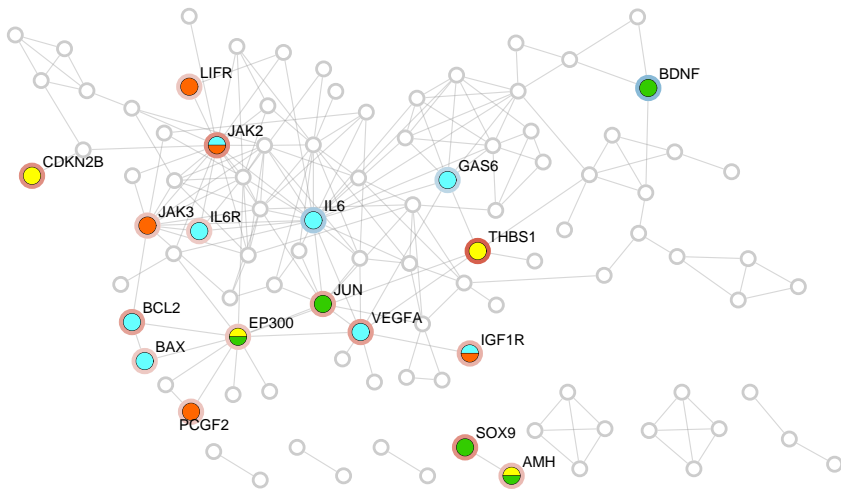 LIFR
BDNF
JAK2
CDKN2B
GAS6
JAK3
IL6R
IL6
THBS1
JUN
BCL2
EP300
VEGFA
BAX
IGF1R
PCGF2
SOX9
AMH